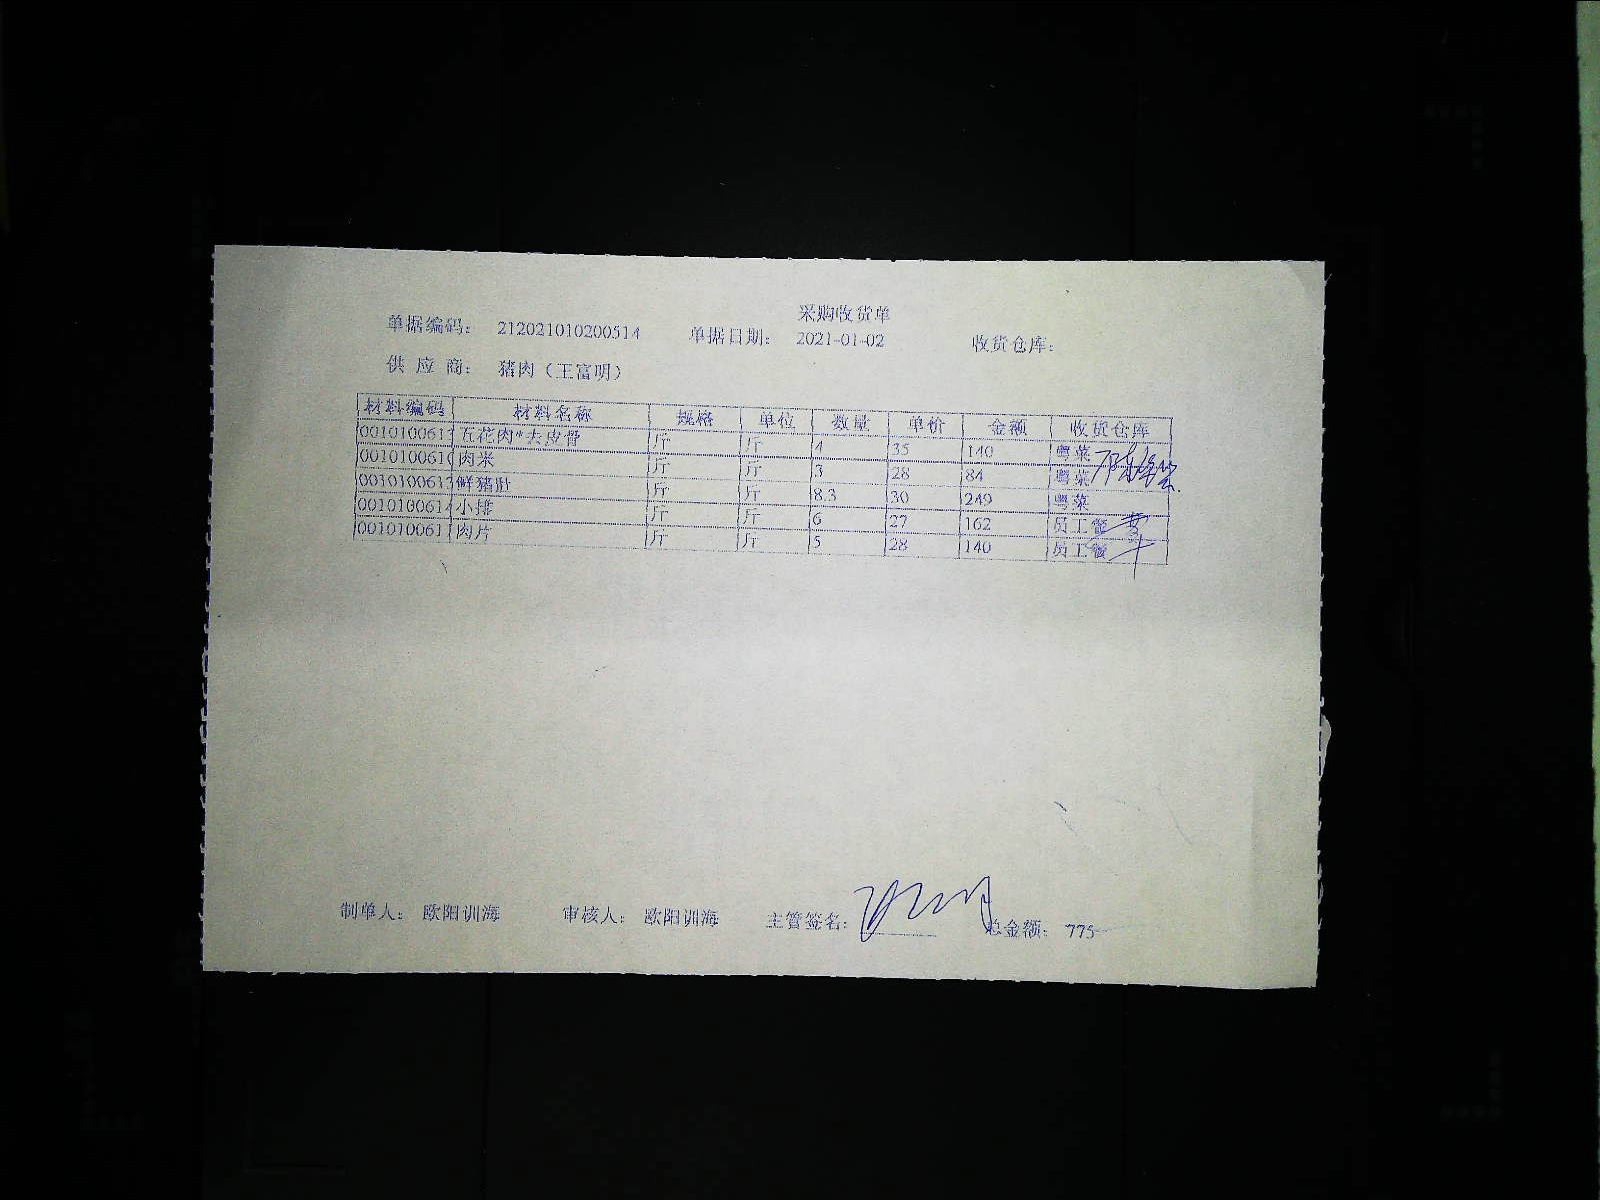 采购收货单
单据编码： 212021010200514 单据日期： 2021-01-02 收货仓库：
供 应 商： 猪肉（王富明）
材料编码 材料名称 规格 单位 数量 单价 金额 收货仓库
001010061 五花肉*去皮骨 斤 斤 4 35 140 粤菜
001010061 肉米 斤 斤 3 28 84 粤菜
001010061 鲜猪肚 斤 斤 8.3 30 249 粤菜
001010061 小排 斤 斤 6 27 162 员工餐
001010061 肉片 斤 斤 5 28 140 员工餐
制单人： 欧阳训海 审核人： 欧阳训海 主管签名： 总金额： 775